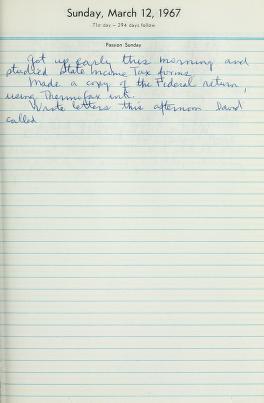 Sunday, March 12, 1967
71st day – 294 days follow
Passion Sunday
Got up early this morning and
studied State Income Tax forms
Made a copy of the Federal return,
using Thermofax ink.
Wrote letters this afternoon David
called